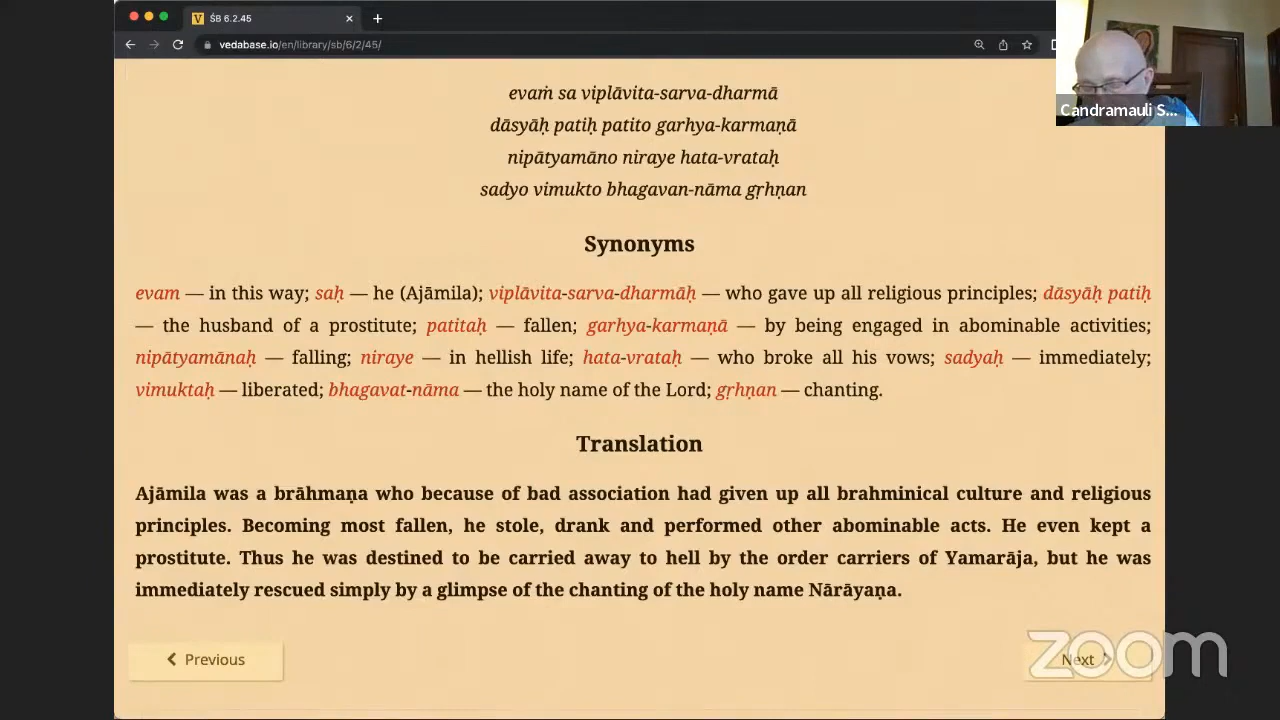 ŚB 6.2.45
vedabase.io/en/library/sb/6/2/45/
Candramauli S...
evaṁ sa viplāvita-sarva-dharmā
dāsyāḥ patiḥ patito garhya-karmaṇā
nipātyamāno niraye hata-vrataḥ
sadyo vimukto bhagavan-nāma gṛhṇan
Synonyms
evam — in this way; saḥ — he (Ajāmila); viplāvita-sarva-dharmāḥ — who gave up all religious principles; dāsyāḥ patiḥ
— the husband of a prostitute; patitaḥ — fallen; garhya-karmaṇā — by being engaged in abominable activities;
nipātyamānaḥ — falling; niraye — in hellish life; hata-vrataḥ — who broke all his vows; sadyaḥ — immediately;
vimuktaḥ — liberated; bhagavat-nāma — the holy name of the Lord; gṛhṇan — chanting.
Translation
Ajāmila was a brāhmaṇa who because of bad association had given up all brahminical culture and religious
principles. Becoming most fallen, he stole, drank and performed other abominable acts. He even kept a
prostitute. Thus he was destined to be carried away to hell by the order carriers of Yamarāja, but he was
immediately rescued simply by a glimpse of the chanting of the holy name Nārāyaṇa.
Previous
Next
zoom